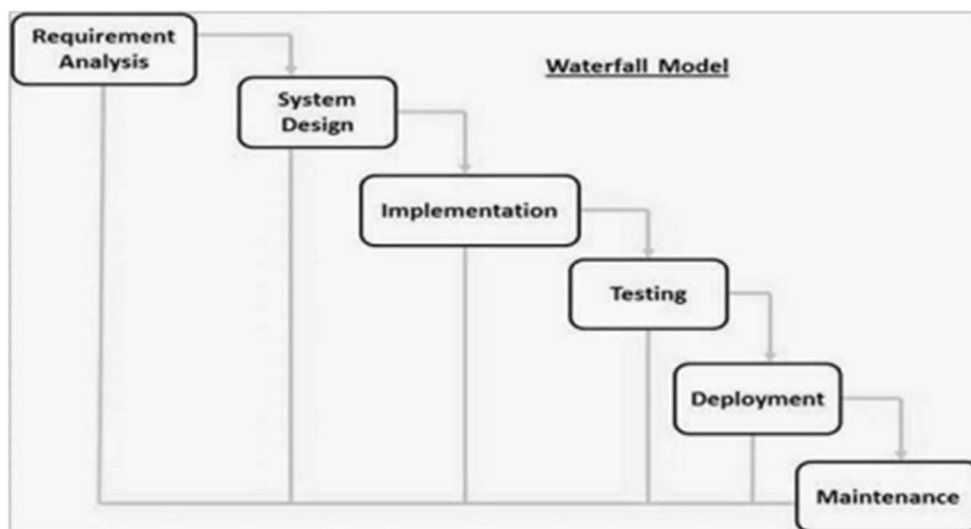 Requirement
Analysis
Waterfall Model
System
Design
Implementation
Testing
Deployment
Maintenance